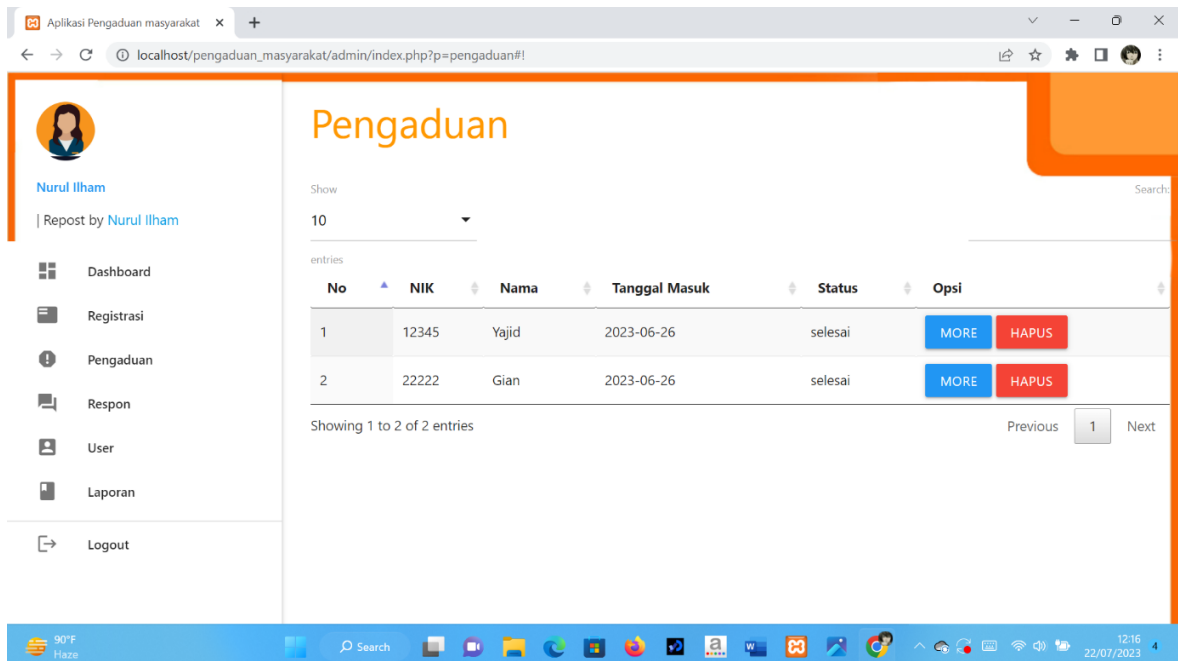 Aplikasi Pengaduan masyarakat
localhost/pengaduan_masyarakat/admin/index.php?p=pengaduan#!
Nurul Ilham
| Repost by Nurul Ilham
Dashboard
Registrasi
Pengaduan
Respon
User
Laporan
Logout
Pengaduan
Show
10
entries
Search:
No NIK Nama Tanggal Masuk Status Opsi
1 12345 Yajid 2023-06-26 selesai MORE HAPUS
2 22222 Gian 2023-06-26 selesai MORE HAPUS
Showing 1 to 2 of 2 entries
Previous 1 Next
90°F
Haze
Search
a
12:16
22/07/2023
4